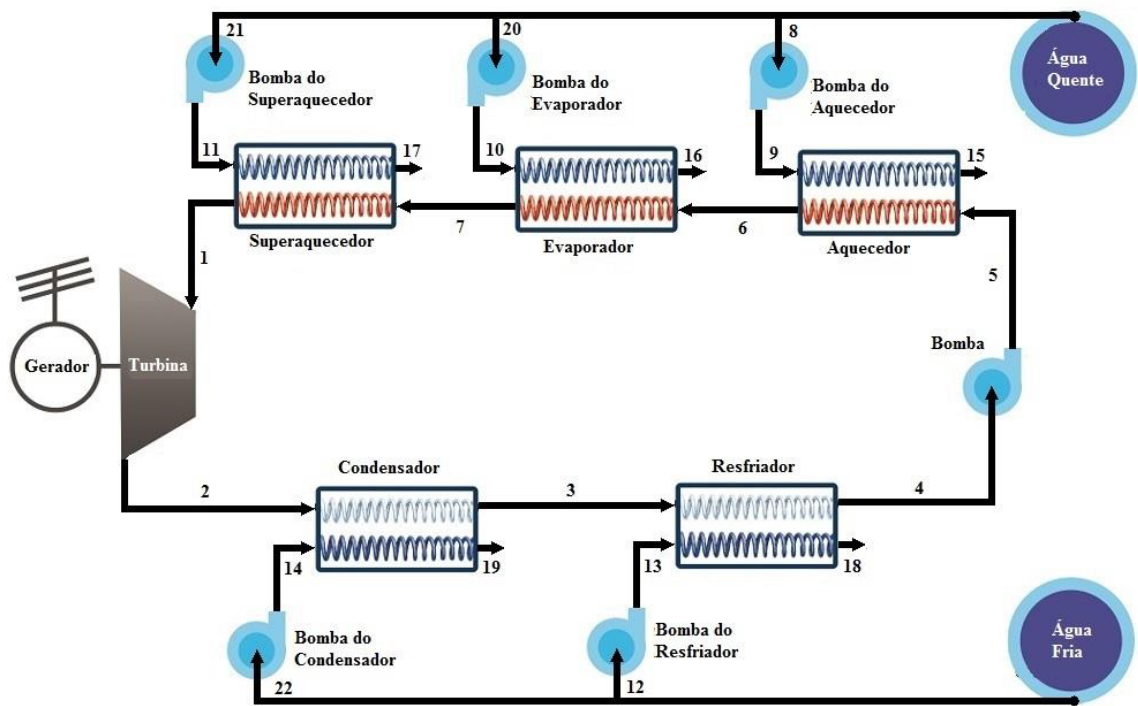 21
20
8
Água
Quente
Bomba do
Superaquecedor
Bomba do
Evaporador
Bomba do
Aquecedor
11
17
10
16
9
15
Superaquecedor
7
Evaporador
6
Aquecedor
1
5
Gerador
Turbina
Bomba
Condensador
Resfriador
2
3
4
14
19
13
18
Bomba do
Condensador
Bomba do
Resfriador
Água
Fria
22
12